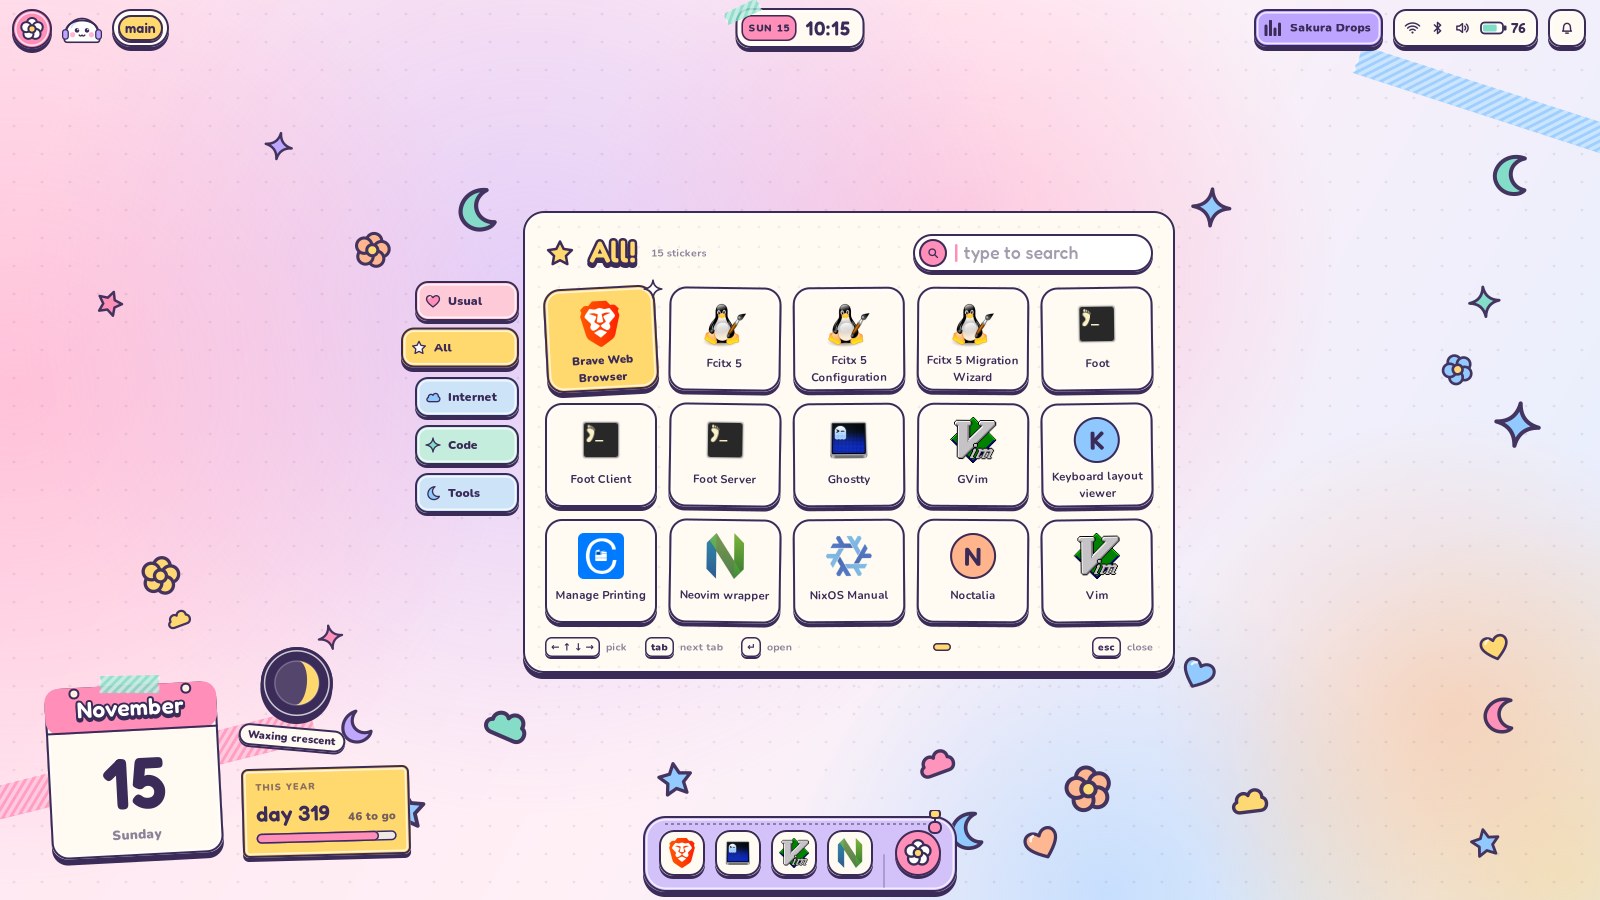 main
SUN 15
10:15
Sakura Drops
76
All!
15 stickers
type to search
Usual
All
Internet
Code
Tools
Brave Web
Browser
Fcitx 5
Fcitx 5
Configuration
Fcitx 5 Migration
Wizard
Foot
Foot Client
Foot Server
Ghostty
GVim
K
Keyboard layout
viewer
Manage Printing
Neovim wrapper
NixOS Manual
N
Noctalia
Vim
← ↑ ↓ → pick
tab next tab
↵ open
esc close
November
15
Sunday
Waxing crescent
THIS YEAR
day 319
46 to go